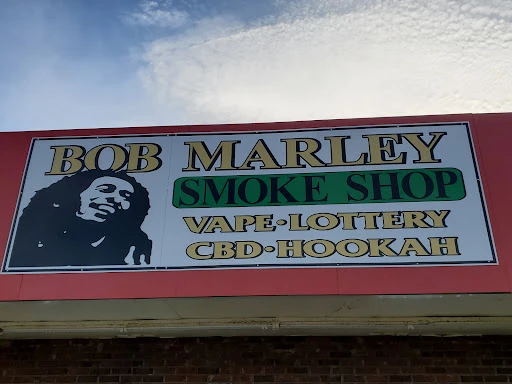 BOB MARLEY
SMOKE SHOP
VAPE•LOTTERY
CBD•HOOKAH